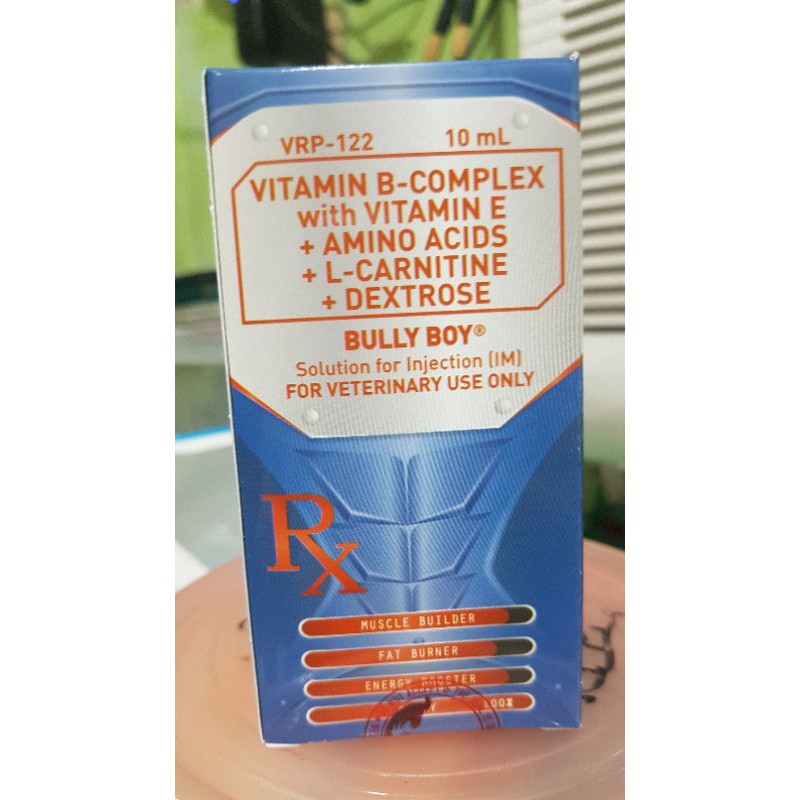 VRP-122 10 mL
VITAMIN B-COMPLEX
with VITAMIN E
+ AMINO ACIDS
+ L-CARNITINE
+ DEXTROSE
BULLY BOY®
Solution for Injection (IM)
FOR VETERINARY USE ONLY
Rx
MUSCLE BUILDER
FAT BURNER
ENERGY BOOSTER
100%